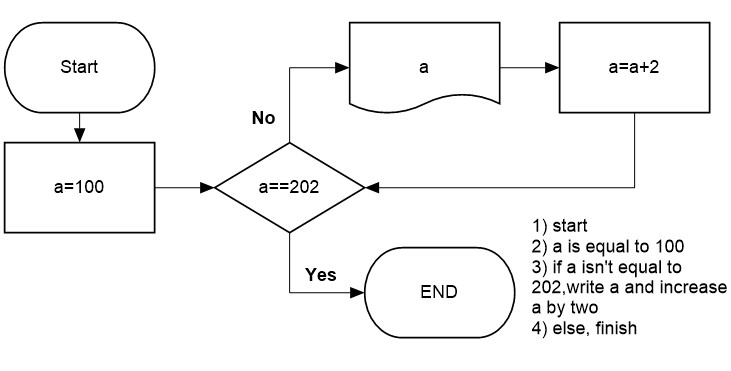 Start
a
a=a+2
No
a=100
a==202
Yes
END
1) start
2) a is equal to 100
3) if a isn't equal to
202,write a and increase
a by two
4) else, finish